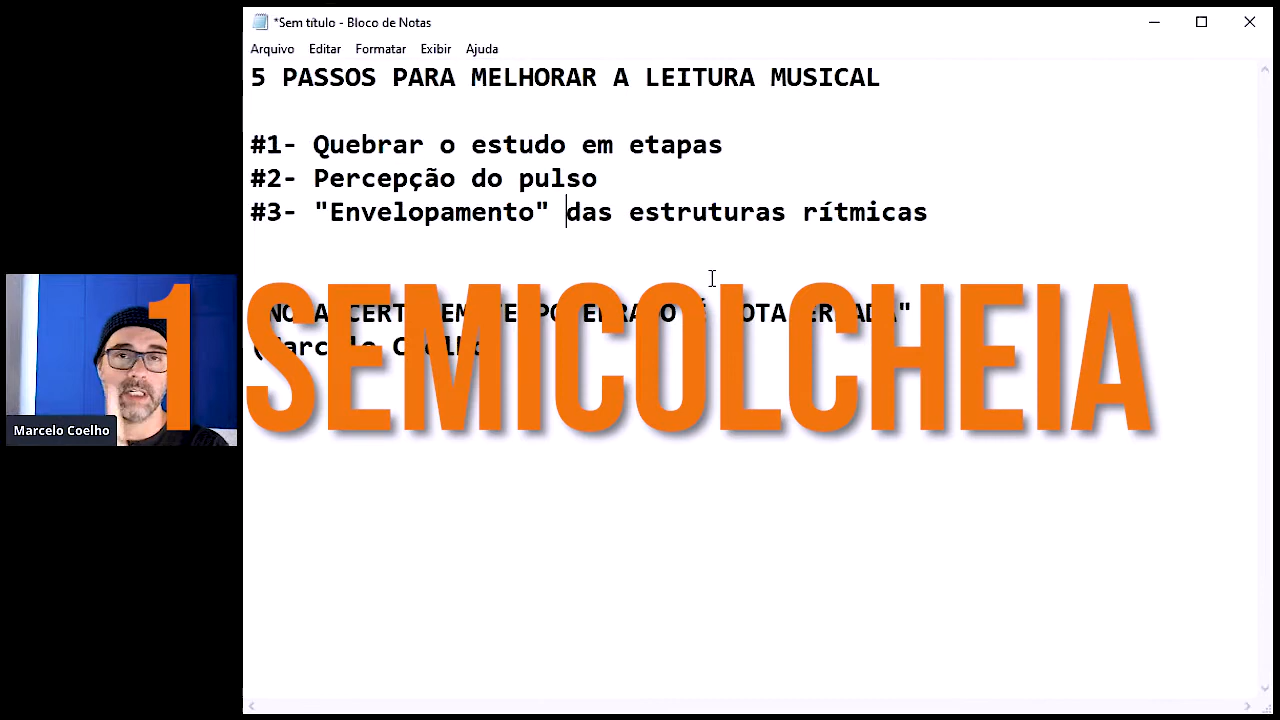 *Sem título - Bloco de Notas
Arquivo Editar Formatar Exibir Ajuda
5 PASSOS PARA MELHORAR A LEITURA MUSICAL
#1- Quebrar o estudo em etapas
#2- Percepção do pulso
#3- "Envelopamento" das estruturas rítmicas
1 SEMICOLCHEIA
Marcelo Coelho